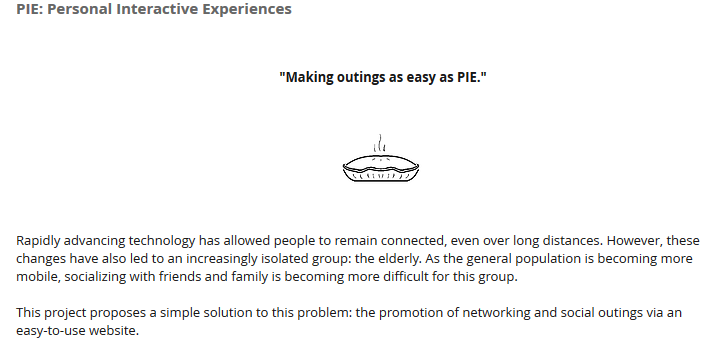 PIE: Personal Interactive Experiences
"Making outings as easy as PIE."
Rapidly advancing technology has allowed people to remain connected, even over long distances. However, these
changes have also led to an increasingly isolated group: the elderly. As the general population is becoming more
mobile, socializing with friends and family is becoming more difficult for this group.
This project proposes a simple solution to this problem: the promotion of networking and social outings via an
easy-to-use website.